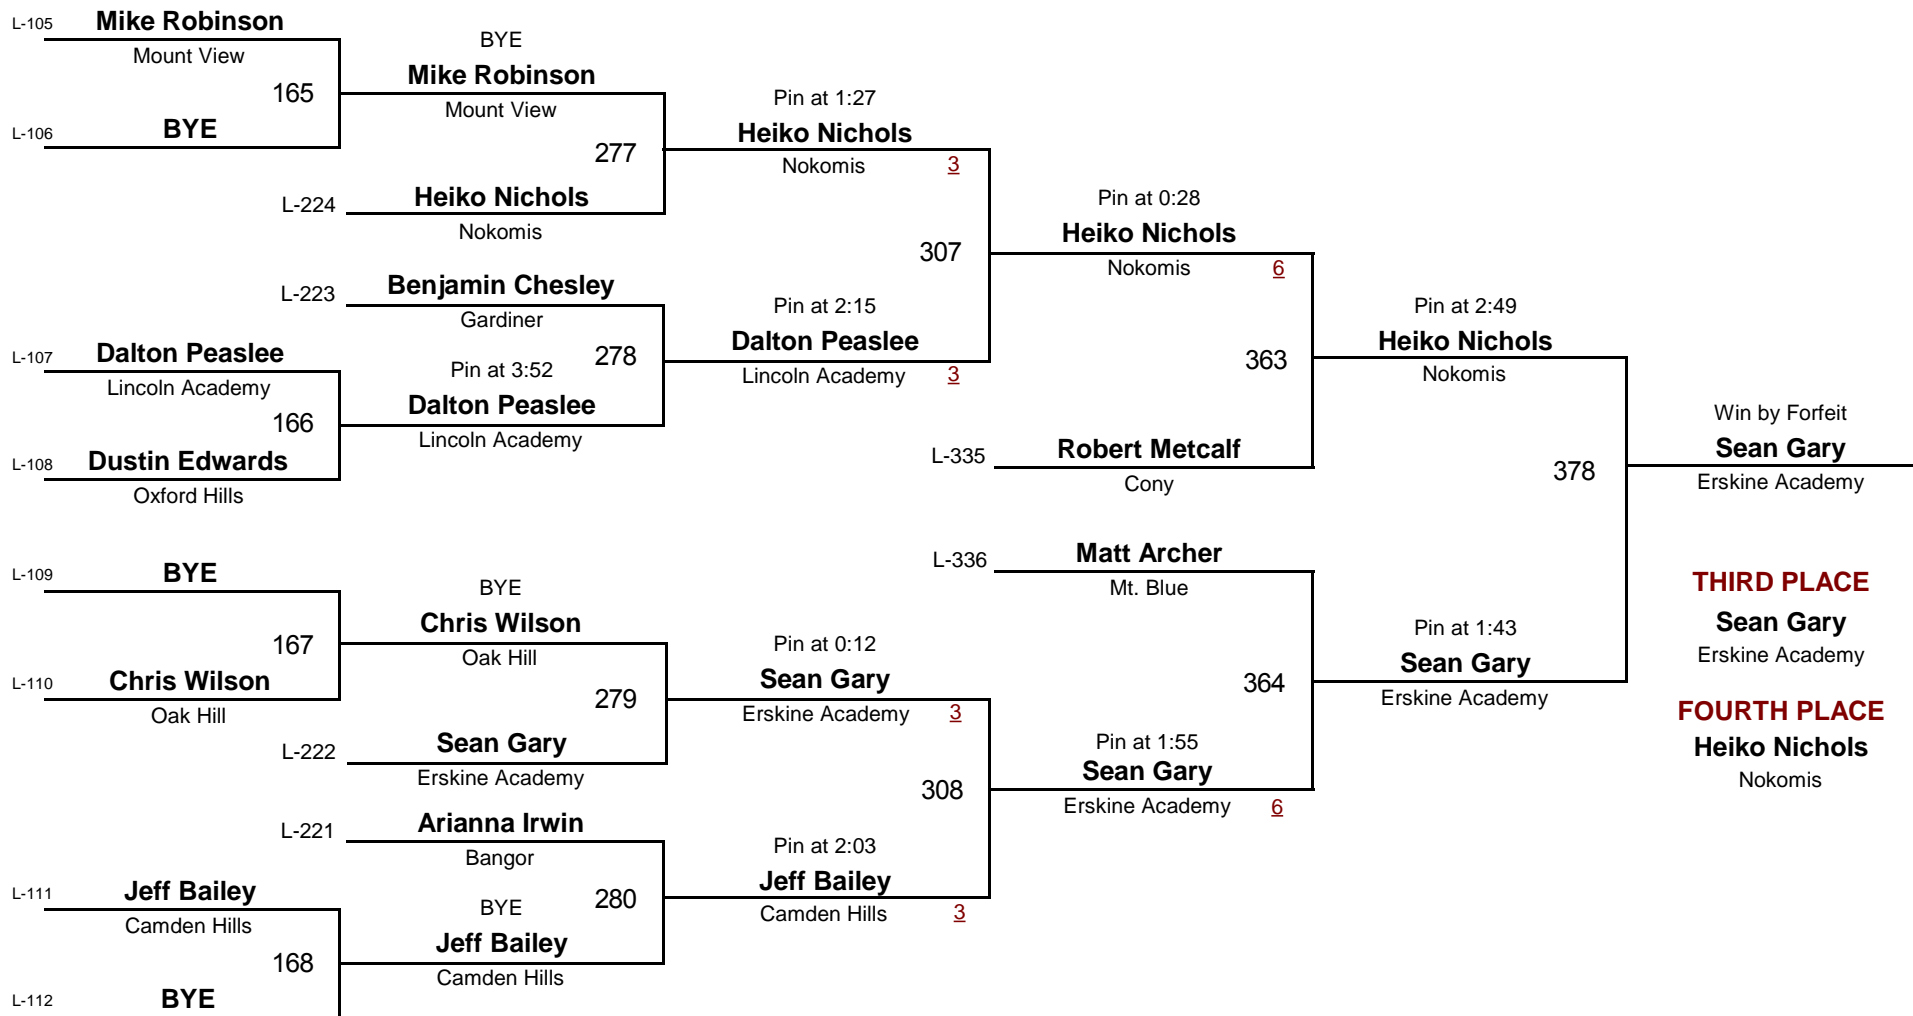 L-105
Mike Robinson
Mount View
165
L-106
BYE
BYE
Mike Robinson
Mount View
277
L-224
Heiko Nichols
Nokomis
Pin at 1:27
Heiko Nichols
Nokomis
3
307
L-223
Benjamin Chesley
Gardiner
278
L-107
Dalton Peaslee
Lincoln Academy
166
L-108
Dustin Edwards
Oxford Hills
Pin at 3:52
Dalton Peaslee
Lincoln Academy
Pin at 2:15
Dalton Peaslee
Lincoln Academy
3
Pin at 0:28
Heiko Nichols
Nokomis
6
363
L-335
Robert Metcalf
Cony
Pin at 2:49
Heiko Nichols
Nokomis
378
Win by Forfeit
Sean Gary
Erskine Academy
L-109
BYE
167
L-110
Chris Wilson
Oak Hill
BYE
Chris Wilson
Oak Hill
279
L-222
Sean Gary
Erskine Academy
Pin at 0:12
Sean Gary
Erskine Academy
3
308
L-221
Arianna Irwin
Bangor
280
L-111
Jeff Bailey
Camden Hills
168
L-112
BYE
BYE
Jeff Bailey
Camden Hills
Pin at 2:03
Jeff Bailey
Camden Hills
3
L-336
Matt Archer
Mt. Blue
364
Pin at 1:55
Sean Gary
Erskine Academy
6
Pin at 1:43
Sean Gary
Erskine Academy
THIRD PLACE
Sean Gary
Erskine Academy
FOURTH PLACE
Heiko Nichols
Nokomis